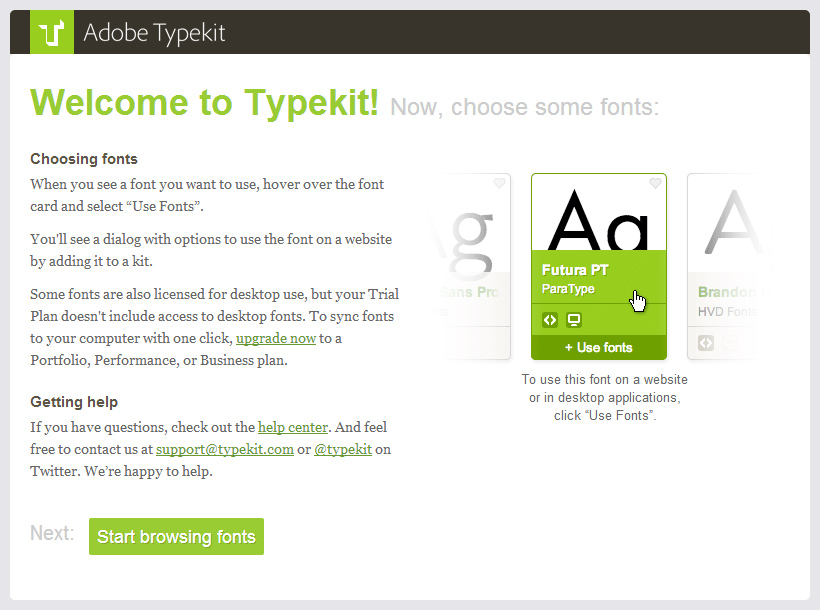 Adobe Typekit
Welcome to Typekit! Now, choose some fonts:
Choosing fonts
When you see a font you want to use, hover over the font
card and select “Use Fonts”.
You'll see a dialog with options to use the font on a website
by adding it to a kit.
Some fonts are also licensed for desktop use, but your Trial
Plan doesn't include access to desktop fonts. To sync fonts
to your computer with one click, upgrade now to a
Portfolio, Performance, or Business plan.
Getting help
If you have questions, check out the help center. And feel
free to contact us at support@typekit.com or @typekit on
Twitter. We’re happy to help.
Next: Start browsing fonts
g
Sans Pro
Ag
Futura PT
ParaType
+ Use fonts
A
Brandon
HVD Fonts
To use this font on a website
or in desktop applications,
click “Use Fonts”.